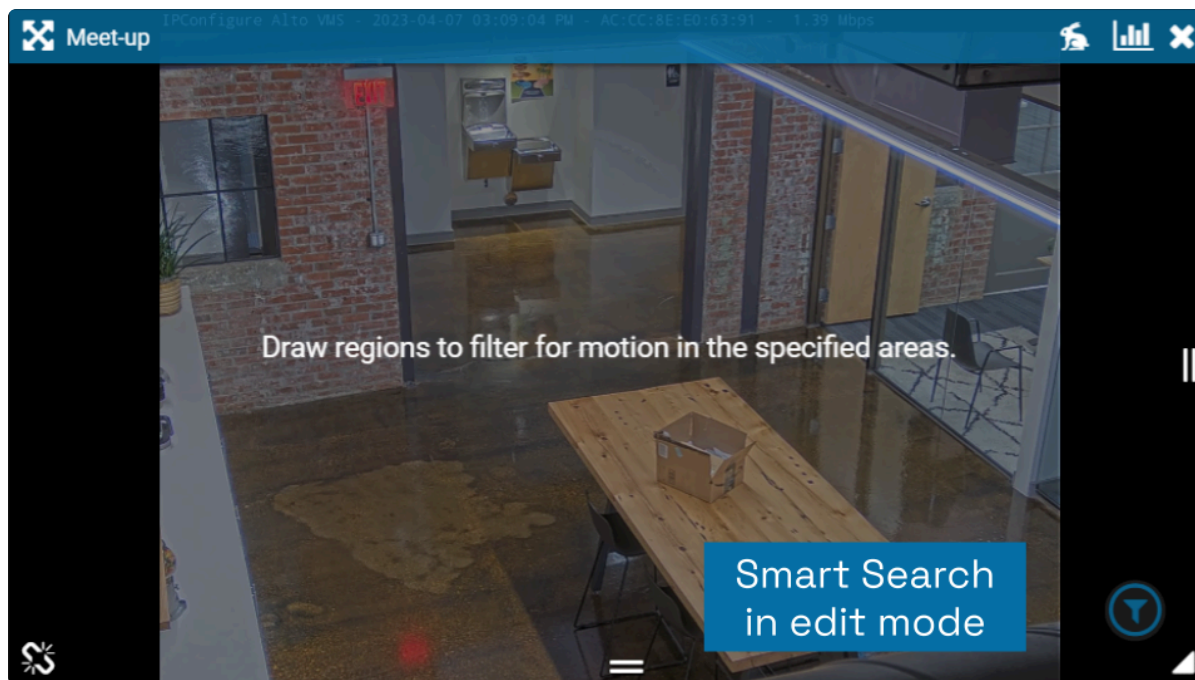 IPConfigure Alto VMS - 2023-04-07 03:09:04 PM - AC:CC:8E:E0:63:91 - 1.39 Mbps
Meet-up
EXIT
Draw regions to filter for motion in the specified areas.
Smart Search
in edit mode